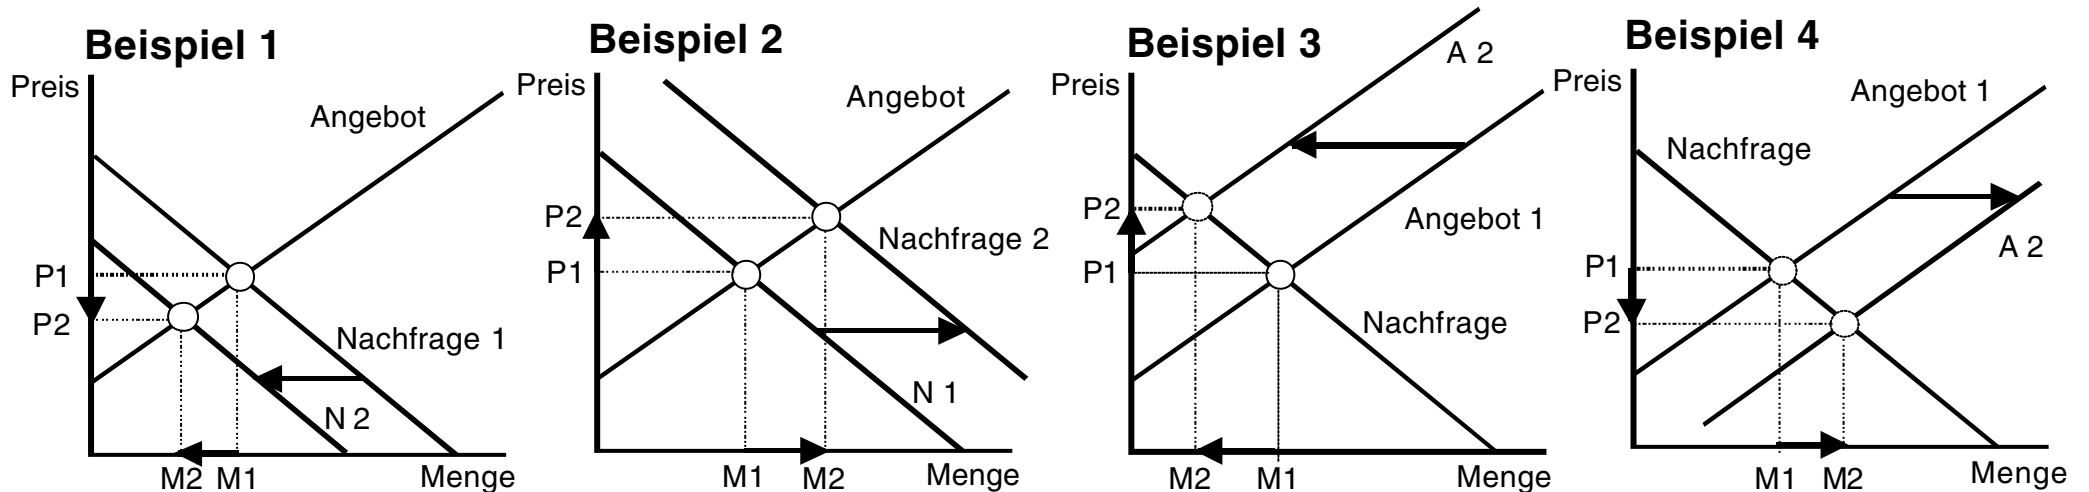 Beispiel 1
Preis
Angebot
P1
P2
Nachfrage 1
N 2
M2 M1
Menge
Beispiel 2
Preis
Angebot
P2
P1
Nachfrage 2
N 1
M1
M2
Menge
Beispiel 3
Preis
A 2
P2
P1
Angebot 1
Nachfrage
M2
M1
Menge
Beispiel 4
Preis
Angebot 1
Nachfrage
P1
P2
A 2
M1
M2
Menge